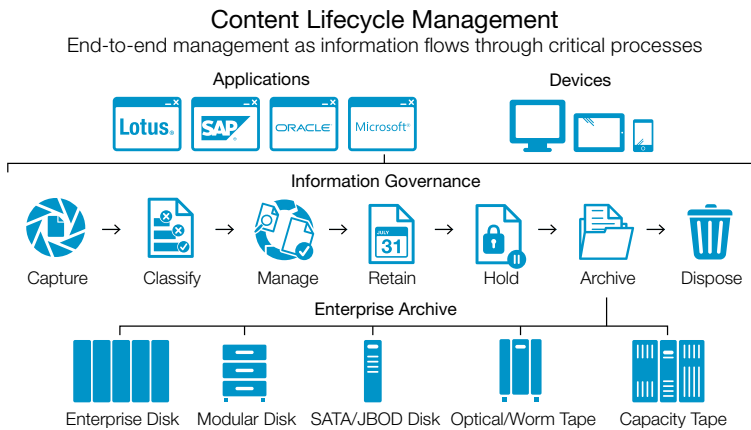 Content Lifecycle Management
End-to-end management as information flows through critical processes
Applications
Devices
Lotus®
SAP®
ORACLE
Microsoft®
Information Governance
JULY
31
Capture
Classify
Manage
Retain
Hold
Archive
Dispose
Enterprise Archive
Enterprise Disk
Modular Disk
SATA/JBOD Disk
Optical/Worm Tape
Capacity Tape